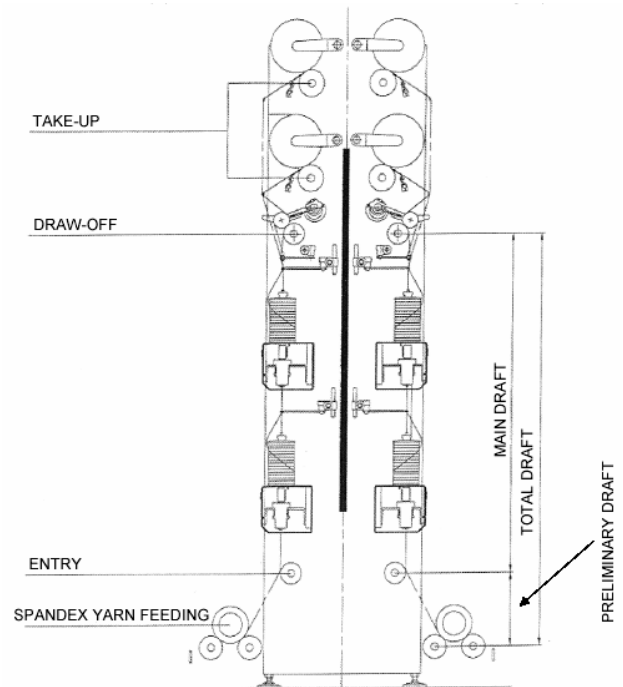 TAKE-UP
DRAW-OFF
MAIN DRAFT
TOTAL DRAFT
PRELIMINARY DRAFT
ENTRY
SPANDEX YARN FEEDING